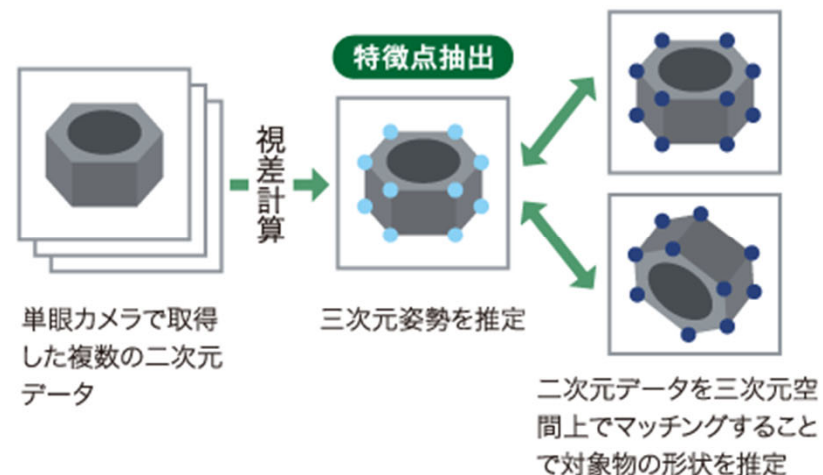 単眼カメラで取得
した複数の二次元
データ
視差計算
特徴点抽出
三次元姿勢を推定
二次元データを三次元空
間上でマッチングすること
で対象物の形状を推定